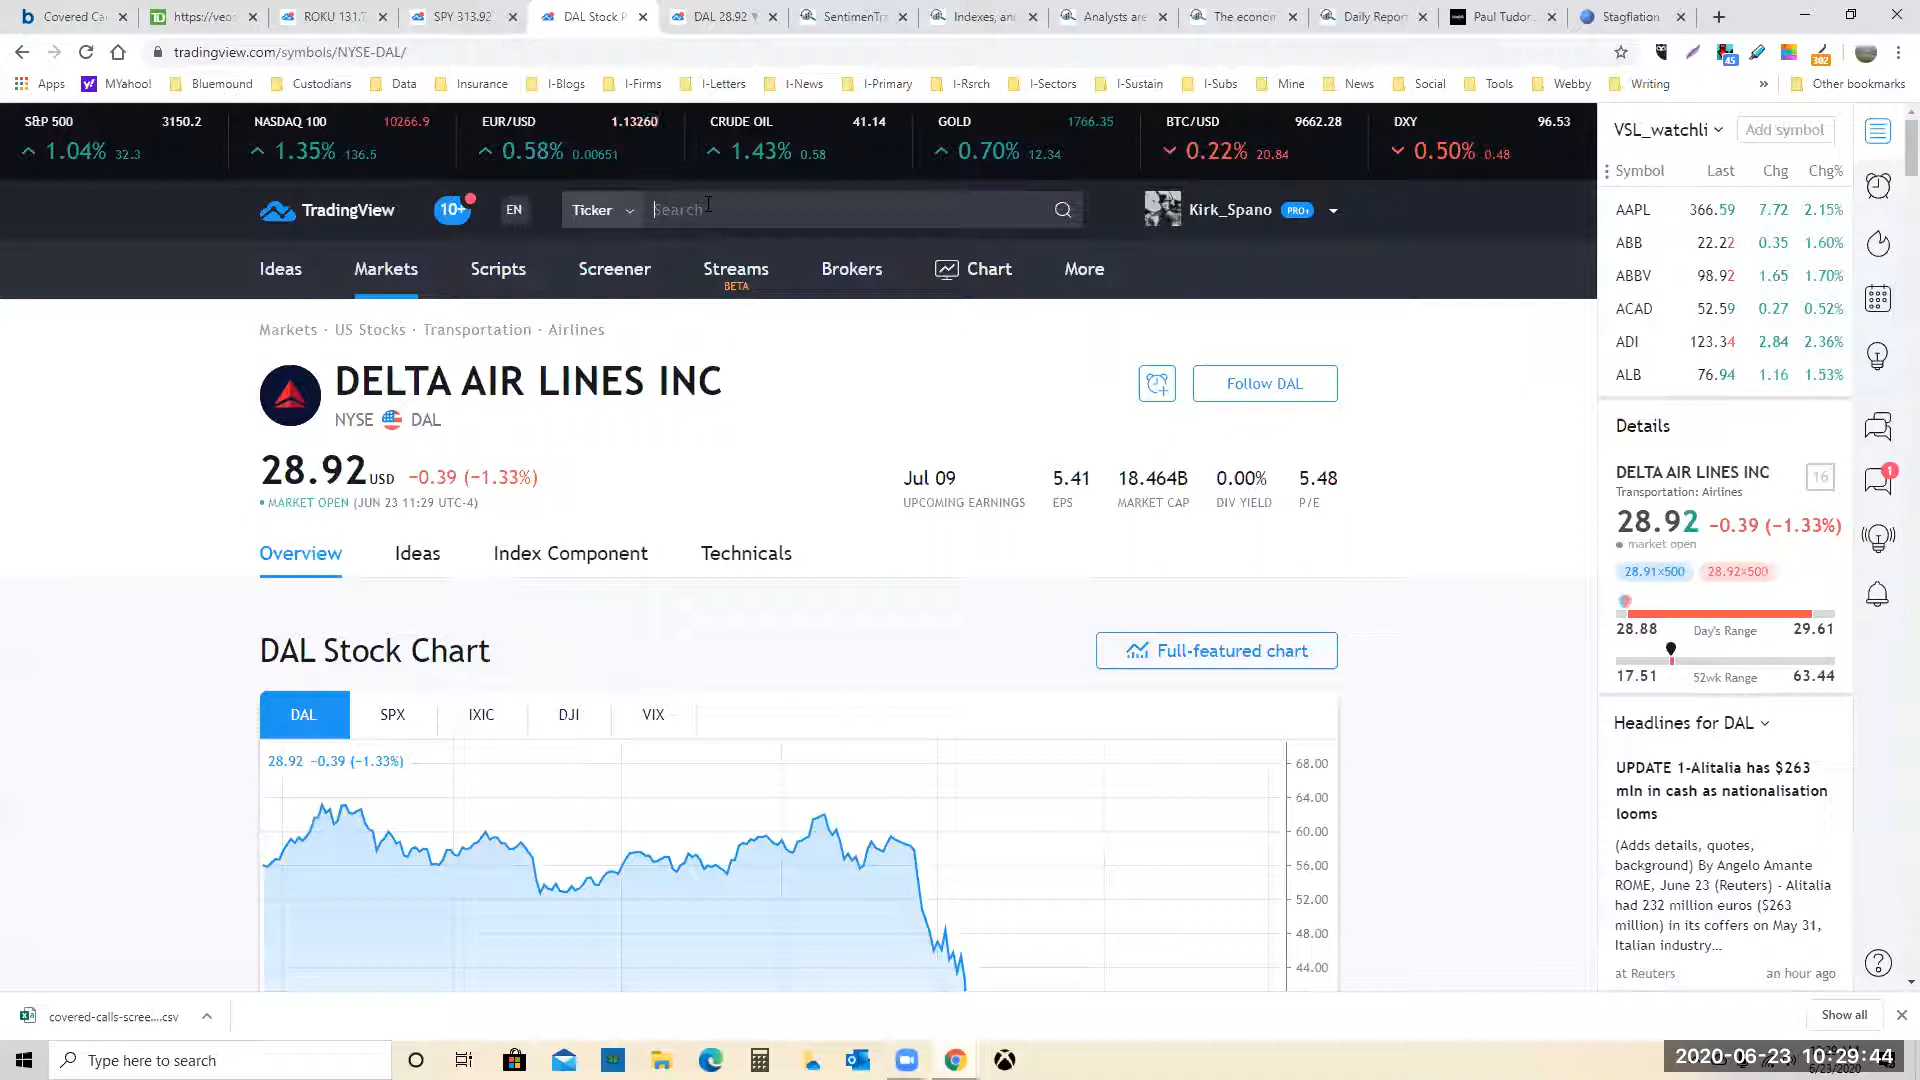 Covered Ca
https://veos
ROKU 131.7
SPY 313.92
DAL Stock P
DAL 28.92
SentimenTra
Indexes, an
Analysts are
The econom
Daily Repor
Paul Tudor
Stagflation
tradingview.com/symbols/NYSE-DAL/
45
302
Apps
MYahoo!
Bluemound
Custodians
Data
Insurance
I-Blogs
I-Firms
I-Letters
I-News
I-Primary
I-Rsrch
I-Sectors
I-Sustain
I-Subs
Mine
News
Social
Tools
Webby
Writing
»
Other bookmarks
S&P 500 3150.2
1.04% 32.3
NASDAQ 100 10266.9
1.35% 136.5
EUR/USD 1.13260
0.58% 0.00651
CRUDE OIL 41.14
1.43% 0.58
GOLD 1766.35
0.70% 12.34
BTC/USD 9662.28
0.22% 20.84
DXY 96.53
0.50% 0.48
TradingView
10+
EN
Ticker
Search
Kirk_Spano PRO+
Ideas
Markets
Scripts
Screener
Streams
BETA
Brokers
Chart
More
Markets · US Stocks · Transportation · Airlines
DELTA AIR LINES INC
NYSE DAL
Follow DAL
28.92 USD −0.39 (−1.33%)
• MARKET OPEN (JUN 23 11:29 UTC-4)
Jul 09
UPCOMING EARNINGS
5.41
EPS
18.464B
MARKET CAP
0.00%
DIV YIELD
5.48
P/E
Overview
Ideas
Index Component
Technicals
DAL Stock Chart
Full-featured chart
DAL
SPX
IXIC
DJI
VIX
28.92 −0.39 (−1.33%)
68.00
64.00
60.00
56.00
52.00
48.00
44.00
VSL_watchli
Add symbol
Symbol Last Chg Chg%
AAPL 366.59 7.72 2.15%
ABB 22.22 0.35 1.60%
ABBV 98.92 1.65 1.70%
ACAD 52.59 0.27 0.52%
ADI 123.34 2.84 2.36%
ALB 76.94 1.16 1.53%
Details
DELTA AIR LINES INC
16
Transportation: Airlines
28.92 −0.39 (−1.33%)
• market open
28.91×500 28.92×500
28.88 Day's Range 29.61
17.51 52wk Range 63.44
Headlines for DAL
UPDATE 1-Alitalia has $263
mln in cash as nationalisation
looms
(Adds details, quotes,
background) By Angelo Amante
ROME, June 23 (Reuters) - Alitalia
had 232 million euros ($263
million) in its coffers on May 31,
Italian industry...
at Reuters an hour ago
1
covered-calls-scree....csv
Show all
Type here to search
2020-06-23 10:29:44
6/23/2020